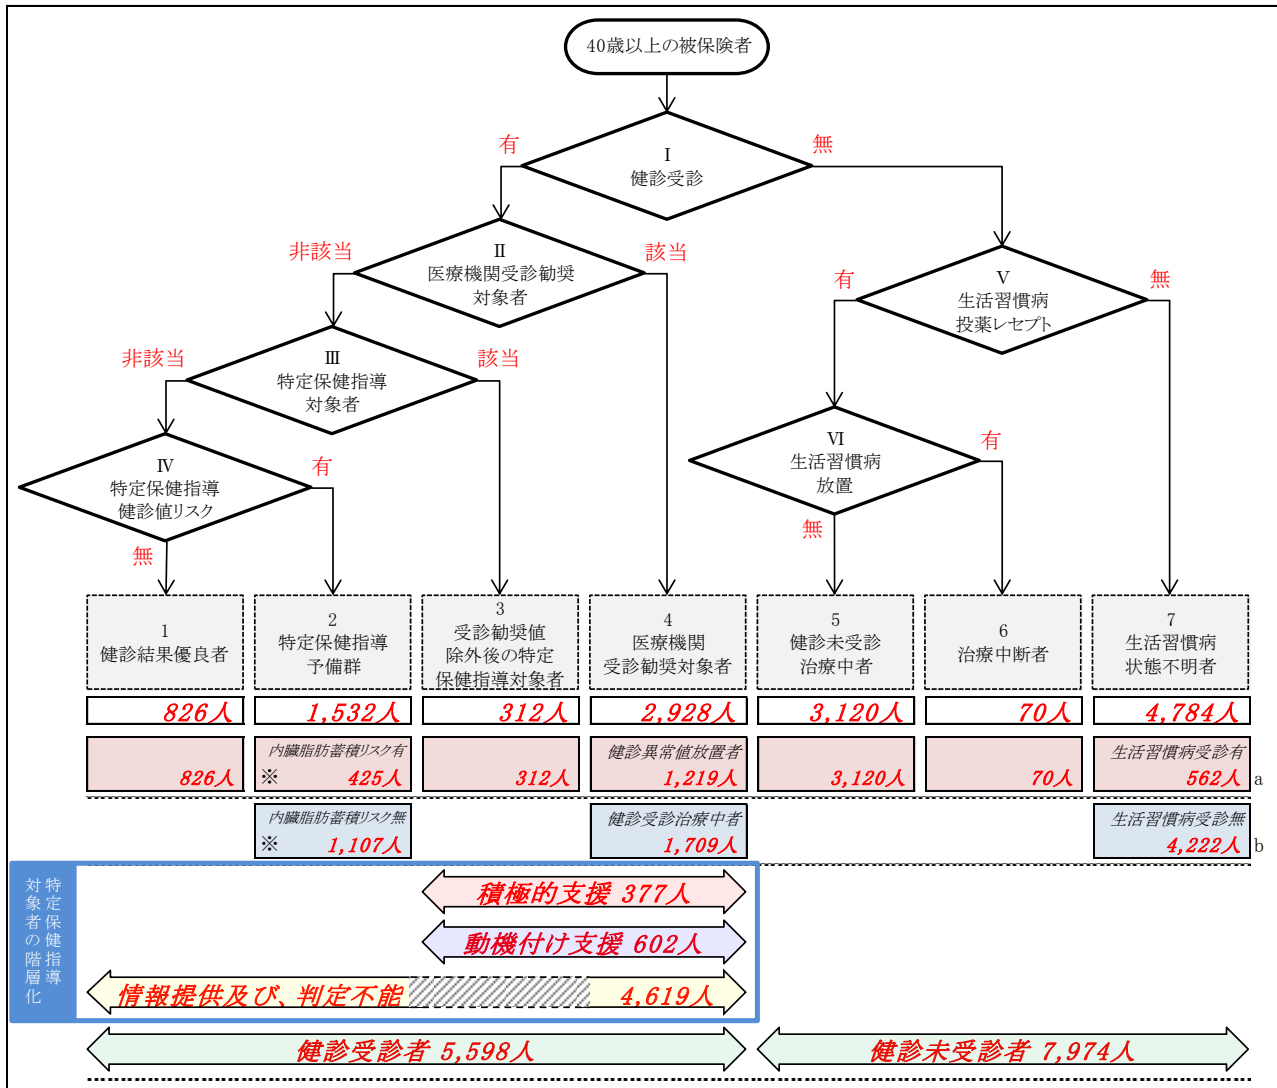 40歳以上の被保険者
Ⅰ
健診受診
有
無
Ⅱ
医療機関受診勧奨
対象者
非該当
該当
Ⅴ
生活習慣病
投薬レセプト
有
無
Ⅲ
特定保健指導
対象者
非該当
該当
Ⅵ
生活習慣病
放置
有
無
Ⅳ
特定保健指導
健診値リスク
有
無
1
健診結果優良者
2
特定保健指導
予備群
3
受診勧奨値
除外後の特定
保健指導対象者
4
医療機関
受診勧奨対象者
5
健診未受診
治療中者
6
治療中断者
7
生活習慣病
状態不明者
826人
1,532人
312人
2,928人
3,120人
70人
4,784人
826人
内臓脂肪蓄積リスク有
※ 425人
312人
健診異常値放置者
1,219人
3,120人
70人
生活習慣病受診有
562人
a
内臓脂肪蓄積リスク無
※ 1,107人
健診受診治療中者
1,709人
生活習慣病受診無
4,222人
b
特定保健指導
対象者の階層化
積極的支援 377人
動機付け支援 602人
情報提供及び、判定不能 4,619人
健診受診者 5,598人
健診未受診者 7,974人